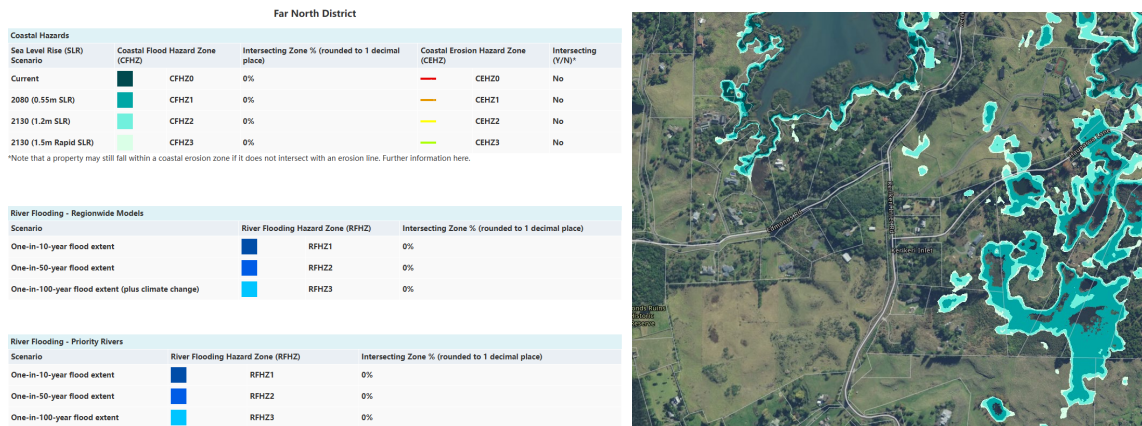 Far North District
Coastal Hazards
Sea Level Rise (SLR) Scenario Coastal Flood Hazard Zone (CFHZ) Intersecting Zone % (rounded to 1 decimal place) Coastal Erosion Hazard Zone (CEHZ) Intersecting (Y/N)*
Current CFHZ0 0% CEHZ0 No
2080 (0.55m SLR) CFHZ1 0% CEHZ1 No
2130 (1.2m SLR) CFHZ2 0% CEHZ2 No
2130 (1.5m Rapid SLR) CFHZ3 0% CEHZ3 No
*Note that a property may still fall within a coastal erosion zone if it does not intersect with an erosion line. Further information here.
River Flooding - Regionwide Models
Scenario River Flooding Hazard Zone (RFHZ) Intersecting Zone % (rounded to 1 decimal place)
One-in-10-year flood extent RFHZ1 0%
One-in-50-year flood extent RFHZ2 0%
One-in-100-year flood extent (plus climate change) RFHZ3 0%
River Flooding - Priority Rivers
Scenario River Flooding Hazard Zone (RFHZ) Intersecting Zone % (rounded to 1 decimal place)
One-in-10-year flood extent RFHZ1 0%
One-in-50-year flood extent RFHZ2 0%
One-in-100-year flood extent RFHZ3 0%
Kerikeri Inlet
Historic
Reserve